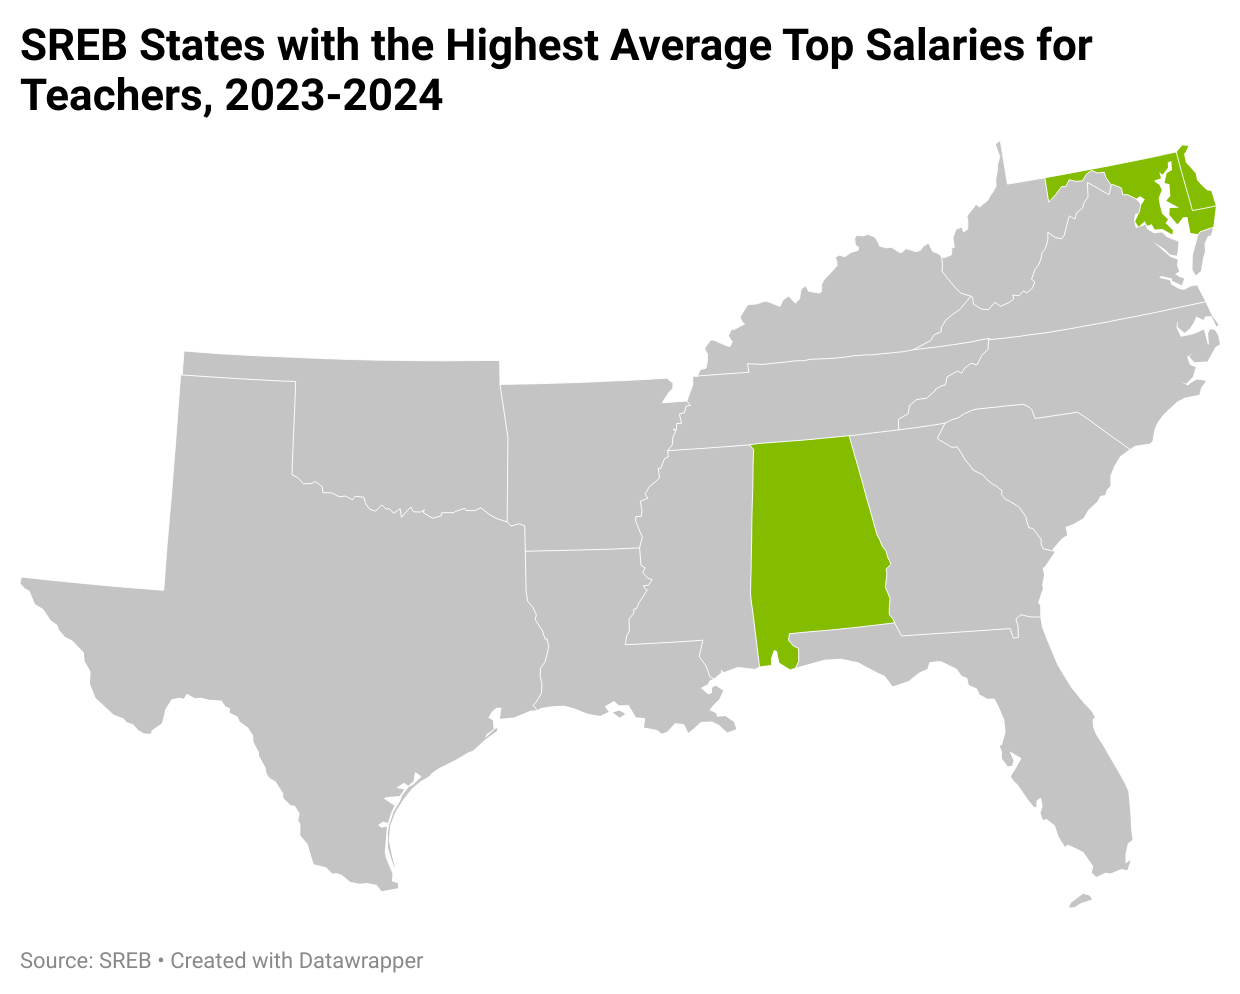 SREB States with the Highest Average Top Salaries for
Teachers, 2023-2024
Source: SREB • Created with Datawrapper